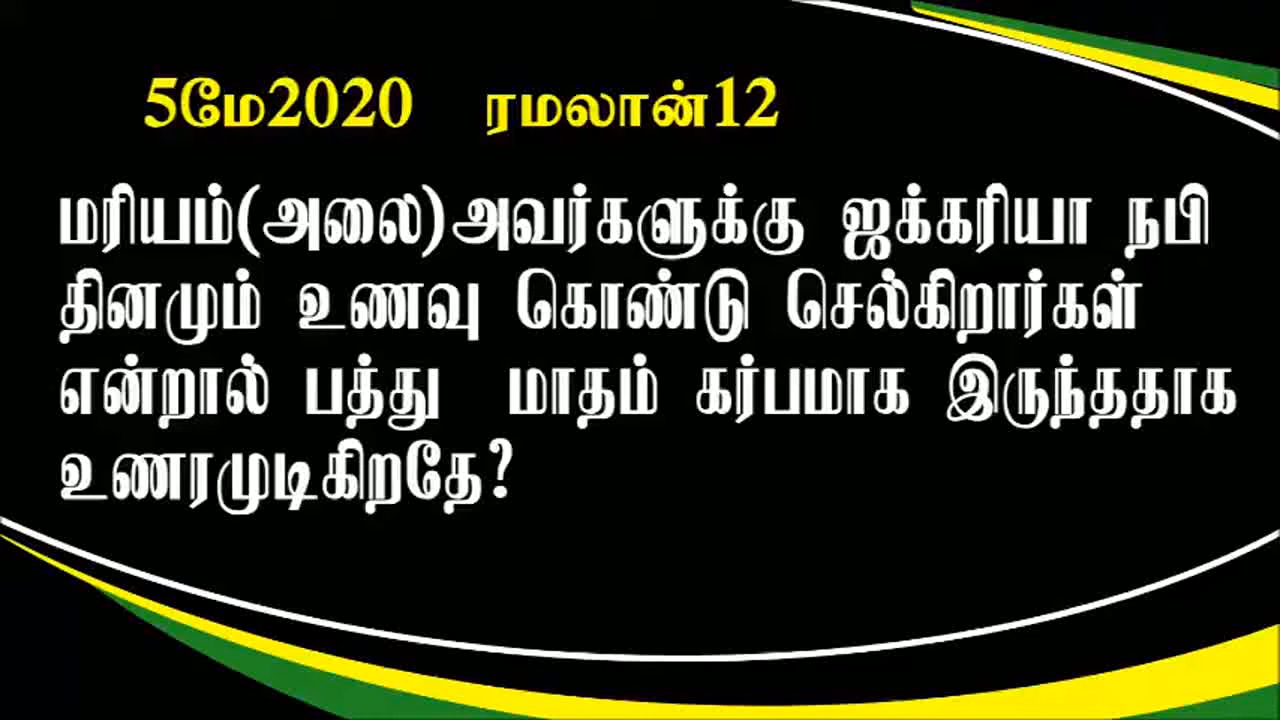 5மே2020 ரமலான்12
மரியம்(அலை)அவர்களுக்கு ஜக்கரியா நபி
தினமும் உணவு கொண்டு செல்கிறார்கள்
என்றால் பத்து மாதம் கர்பமாக இருந்ததாக
உணரமுடிகிறதே?